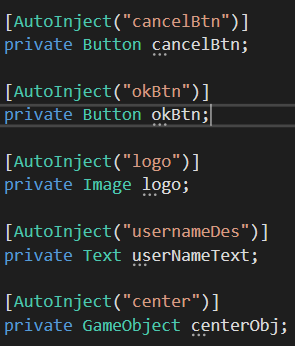 [AutoInject("cancelBtn")]
private Button cancelBtn;
[AutoInject("okBtn")]
private Button okBtn;
[AutoInject("logo")]
private Image logo;
[AutoInject("usernameDes")]
private Text userNameText;
[AutoInject("center")]
private GameObject centerObj;